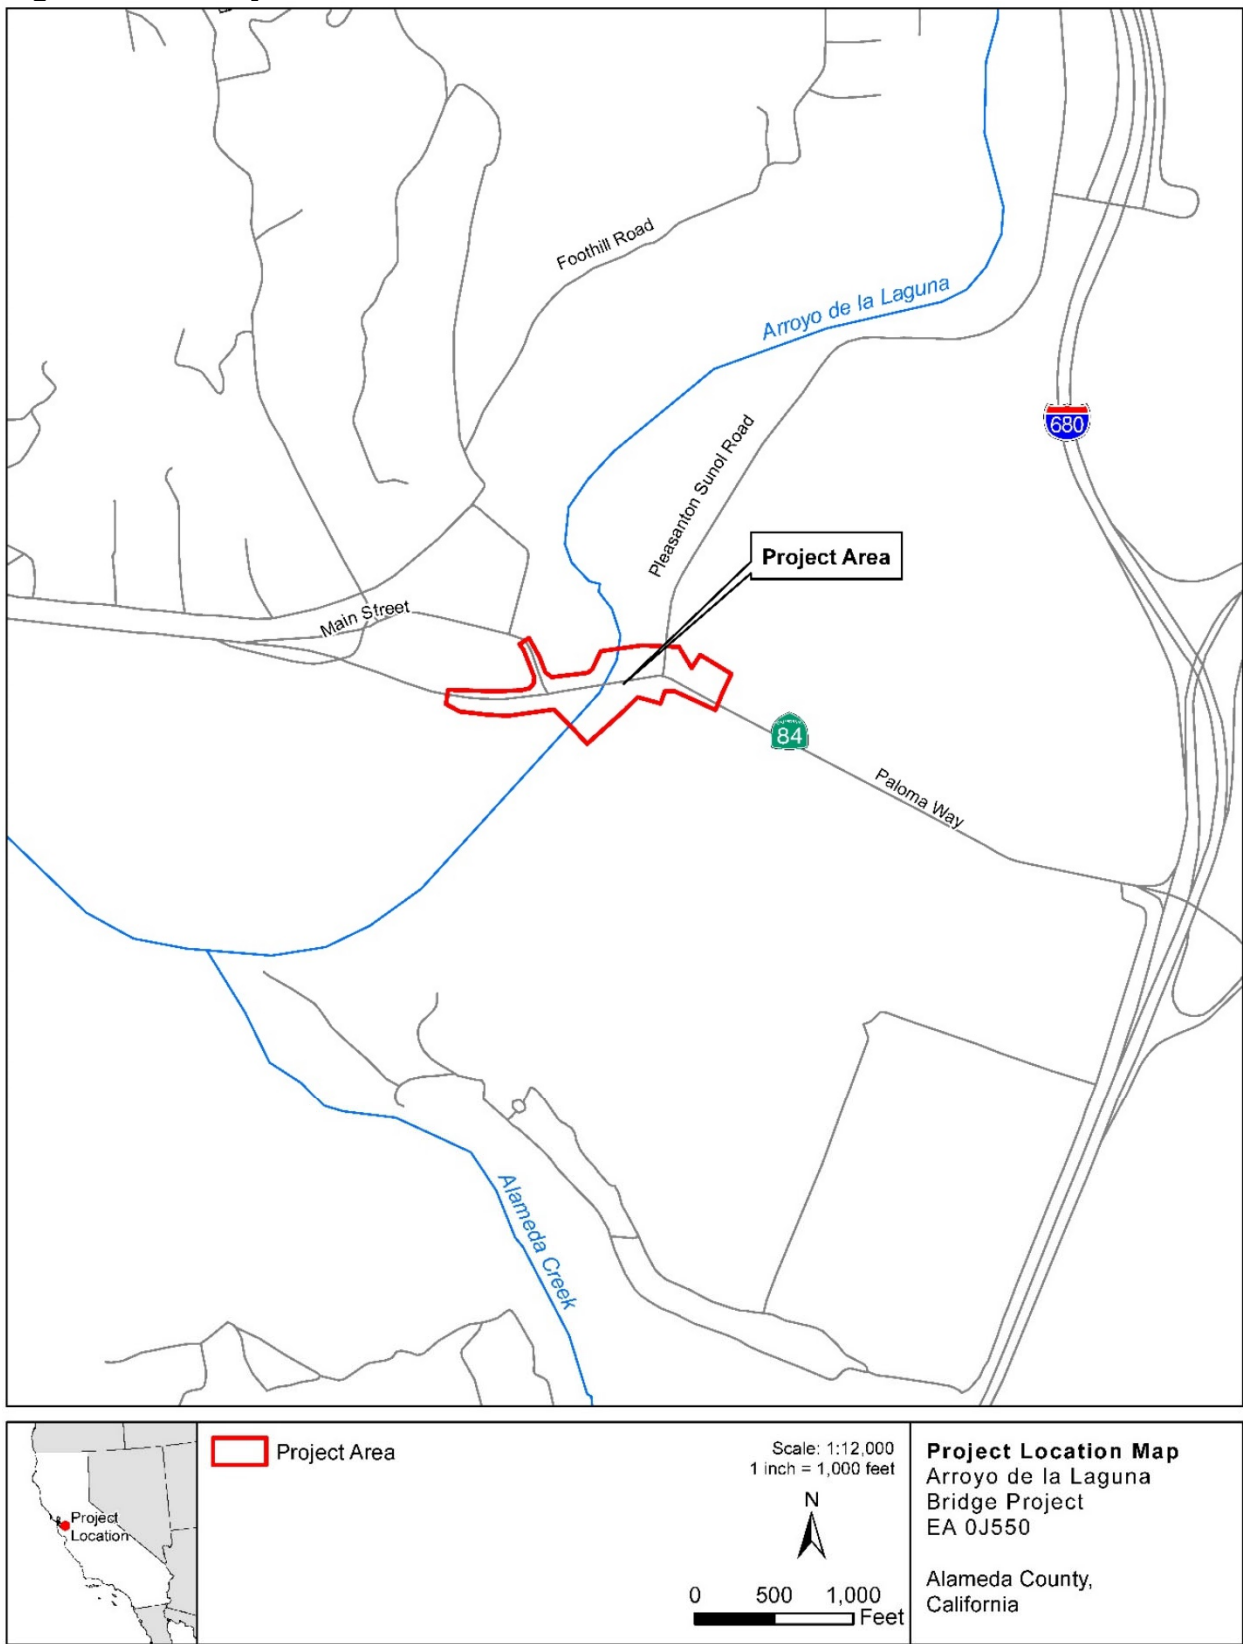 Foothill Road
Arroyo de la Laguna
680
Pleasanton Sunol Road
Project Area
Main Street
84
Paloma Way
Alameda Creek
Project
Location
Project Area
Scale: 1:12,000
1 inch = 1,000 feet
N
0 500 1,000
Feet
Project Location Map
Arroyo de la Laguna
Bridge Project
EA 0J550
Alameda County,
California